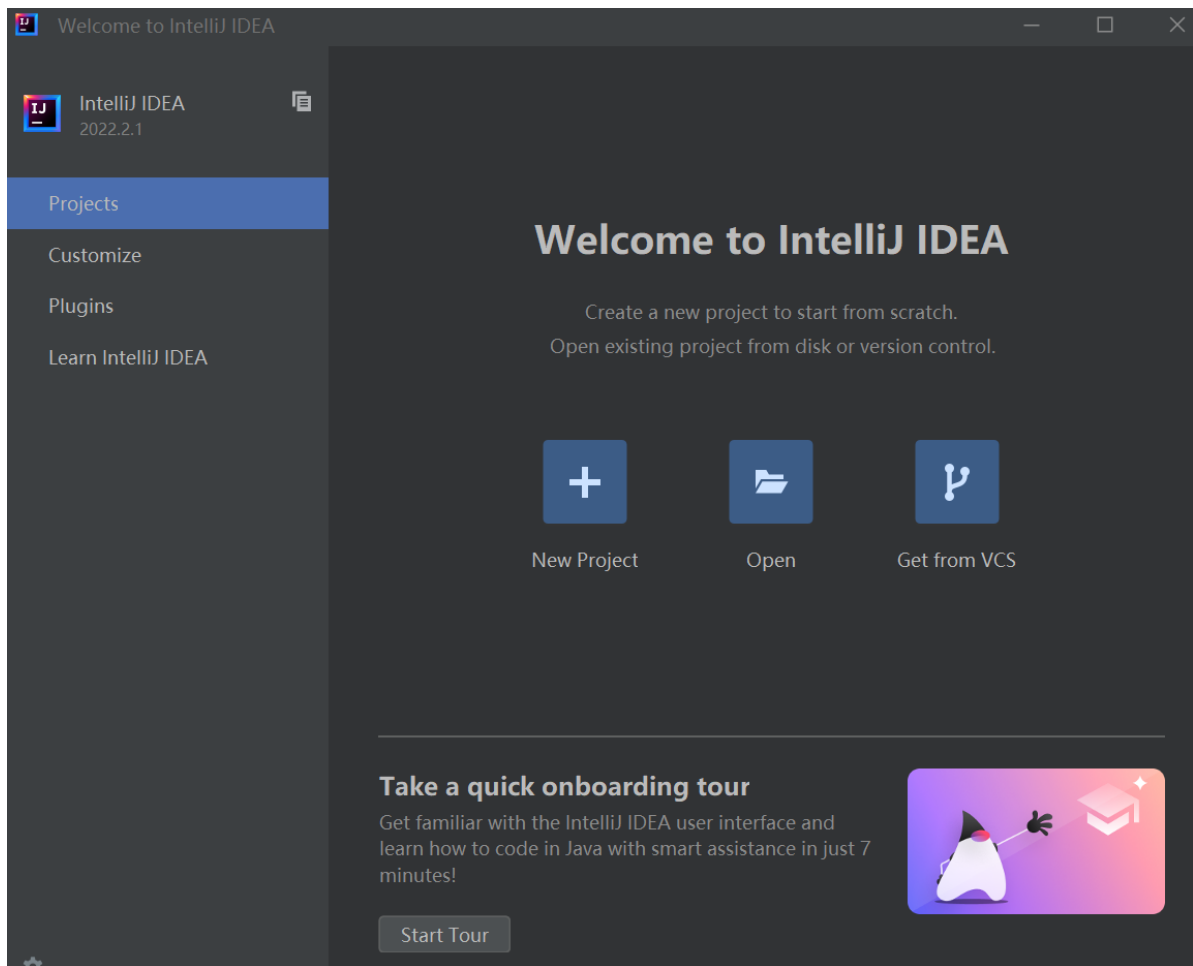 Welcome to IntelliJ IDEA
IntelliJ IDEA
2022.2.1
Projects
Customize
Plugins
Learn IntelliJ IDEA
Welcome to IntelliJ IDEA
Create a new project to start from scratch.
Open existing project from disk or version control.
New Project
Open
Get from VCS
Take a quick onboarding tour
Get familiar with the IntelliJ IDEA user interface and
learn how to code in Java with smart assistance in just 7
minutes!
Start Tour